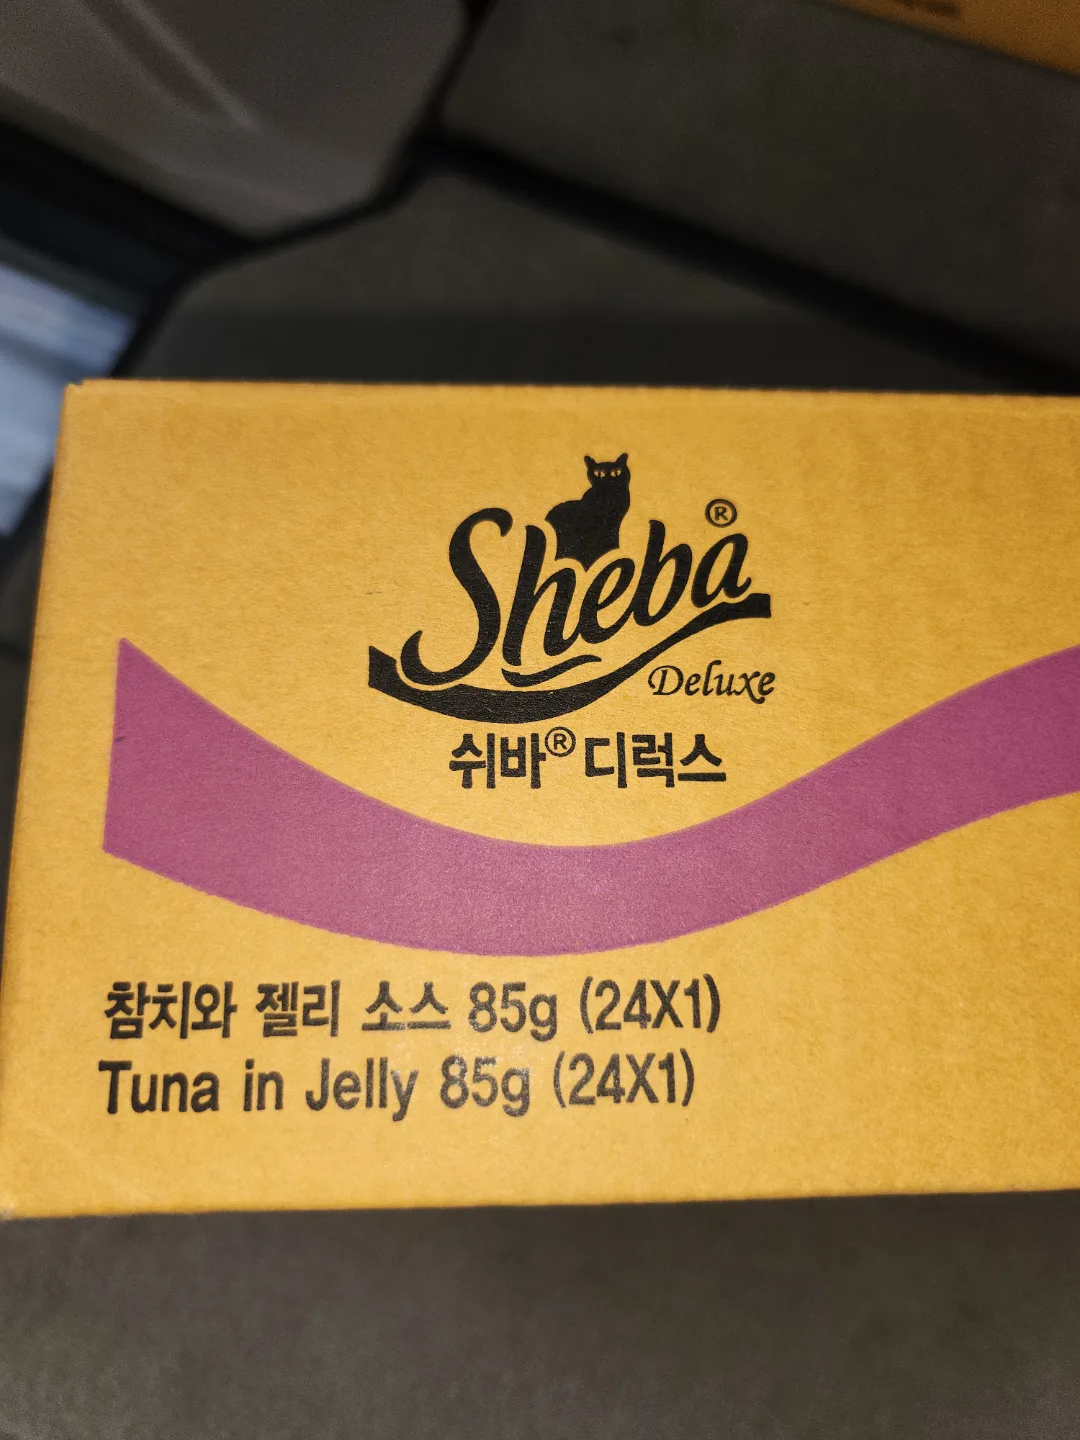 Sheba®
Deluxe
쉬바® 디럭스
참치와 젤리 소스 85g (24X1)
Tuna in Jelly 85g (24X1)